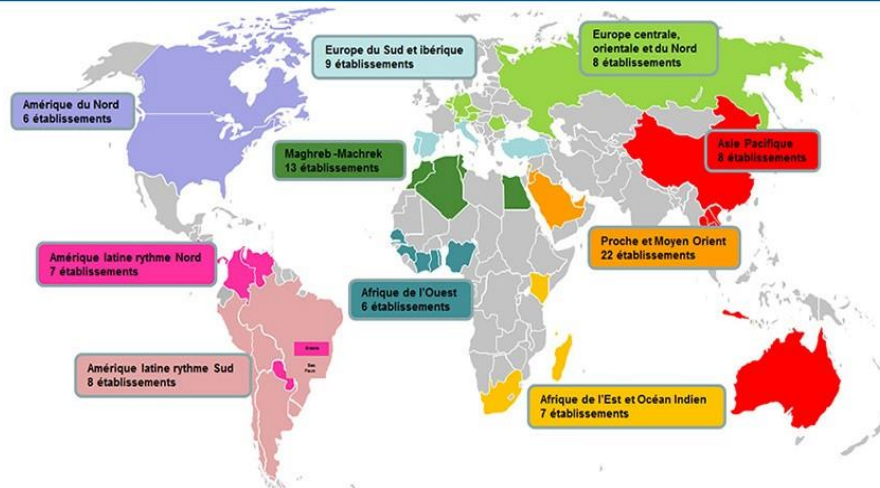 Europe du Sud et ibérique
9 établissements
Europe centrale,
orientale et du Nord
8 établissements
Amérique du Nord
6 établissements
Maghreb -Machrek
13 établissements
Asie Pacifique
8 établissements
Amérique latine rythme Nord
7 établissements
Proche et Moyen Orient
22 établissements
Afrique de l'Ouest
6 établissements
Amérique latine rythme Sud
8 établissements
Afrique de l'Est et Océan Indien
7 établissements